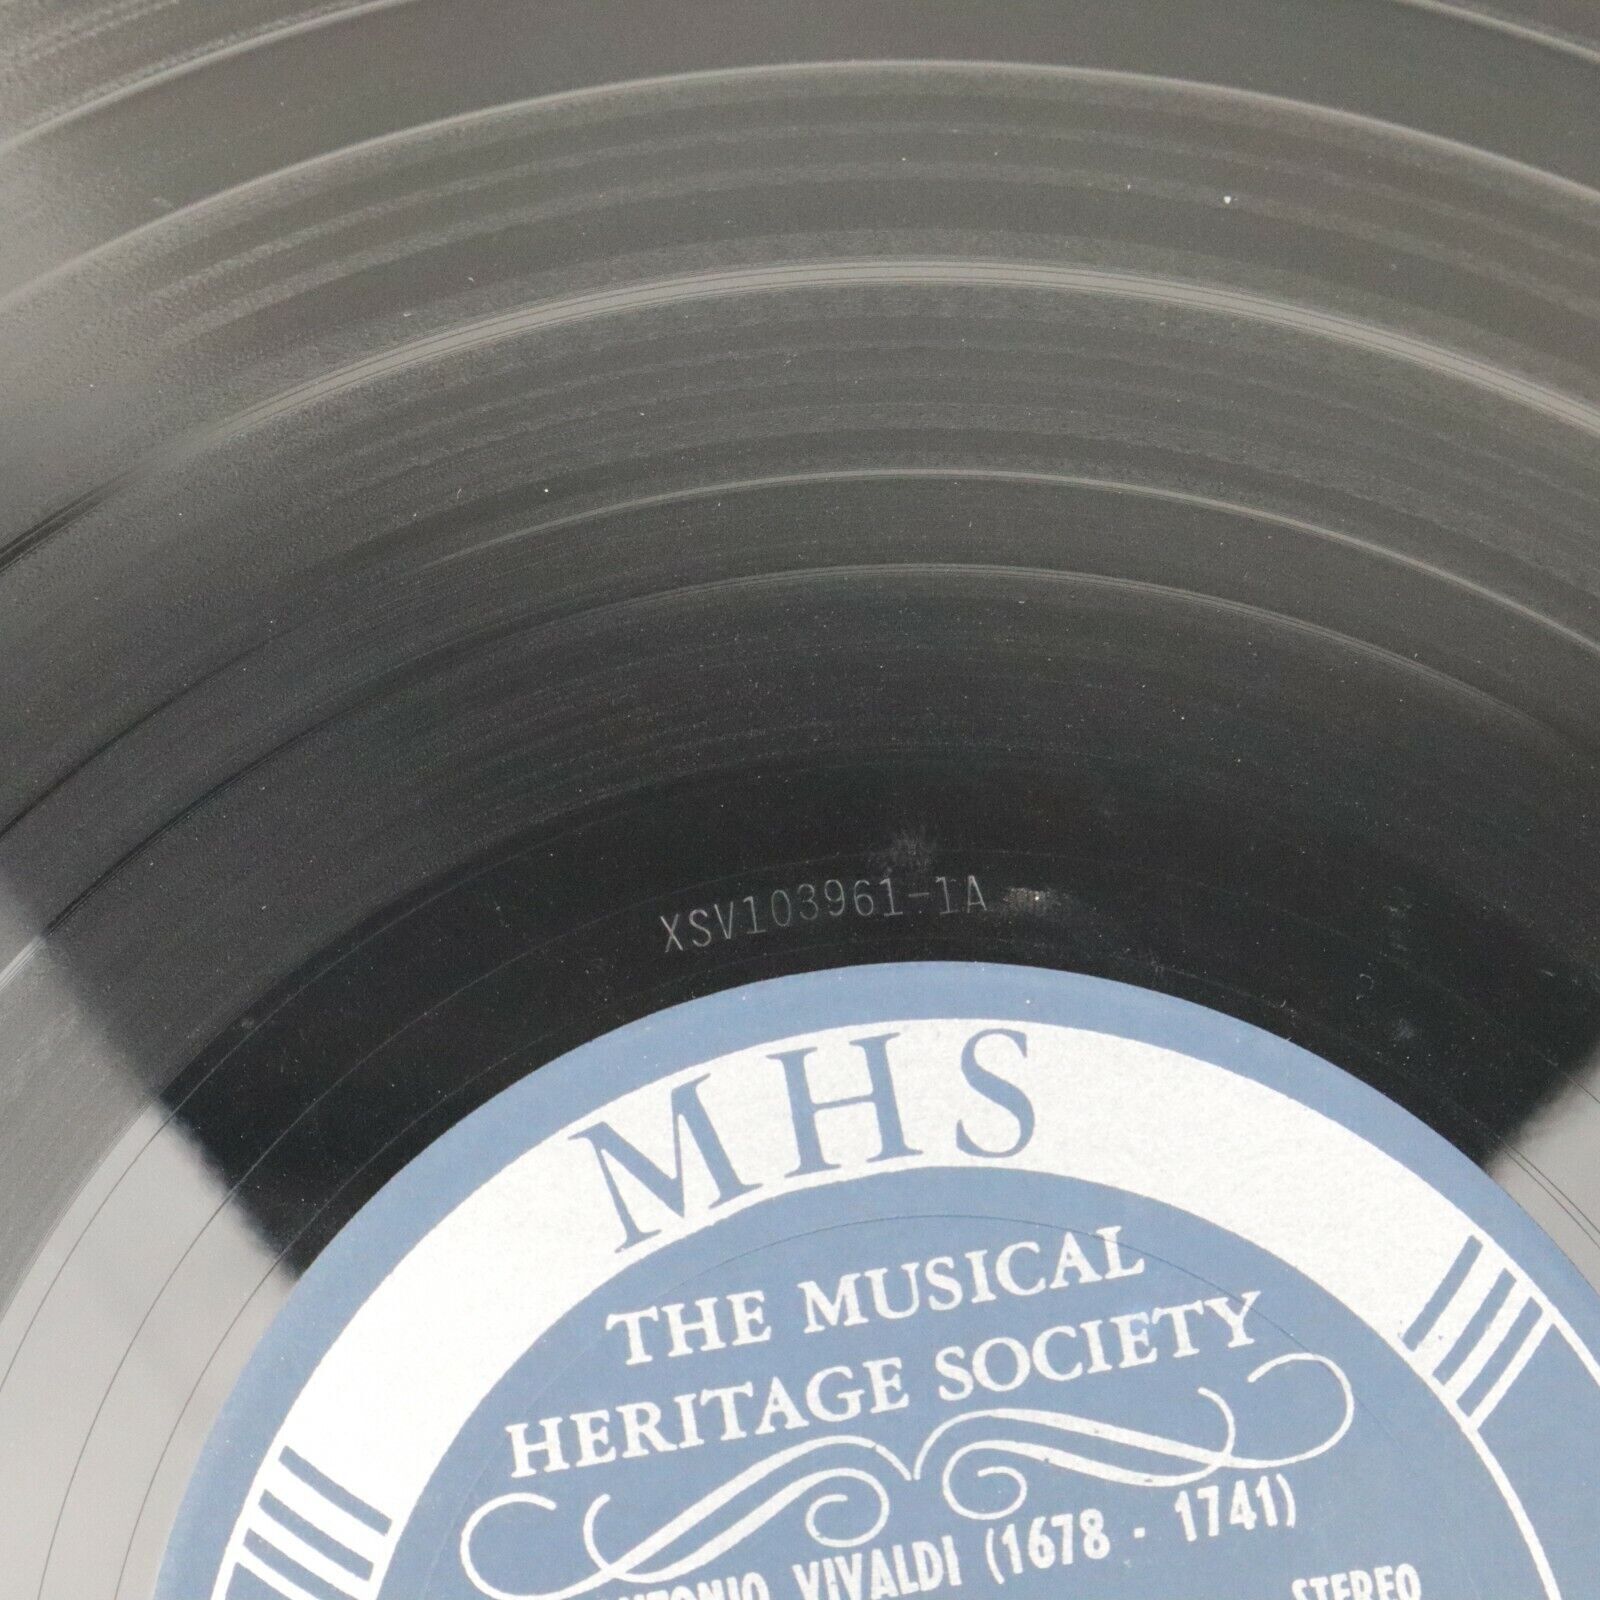 XSV103961-1A
MHS
THE MUSICAL
HERITAGE SOCIETY
ANTONIO VIVALDI (1678 - 1741)
STEREO